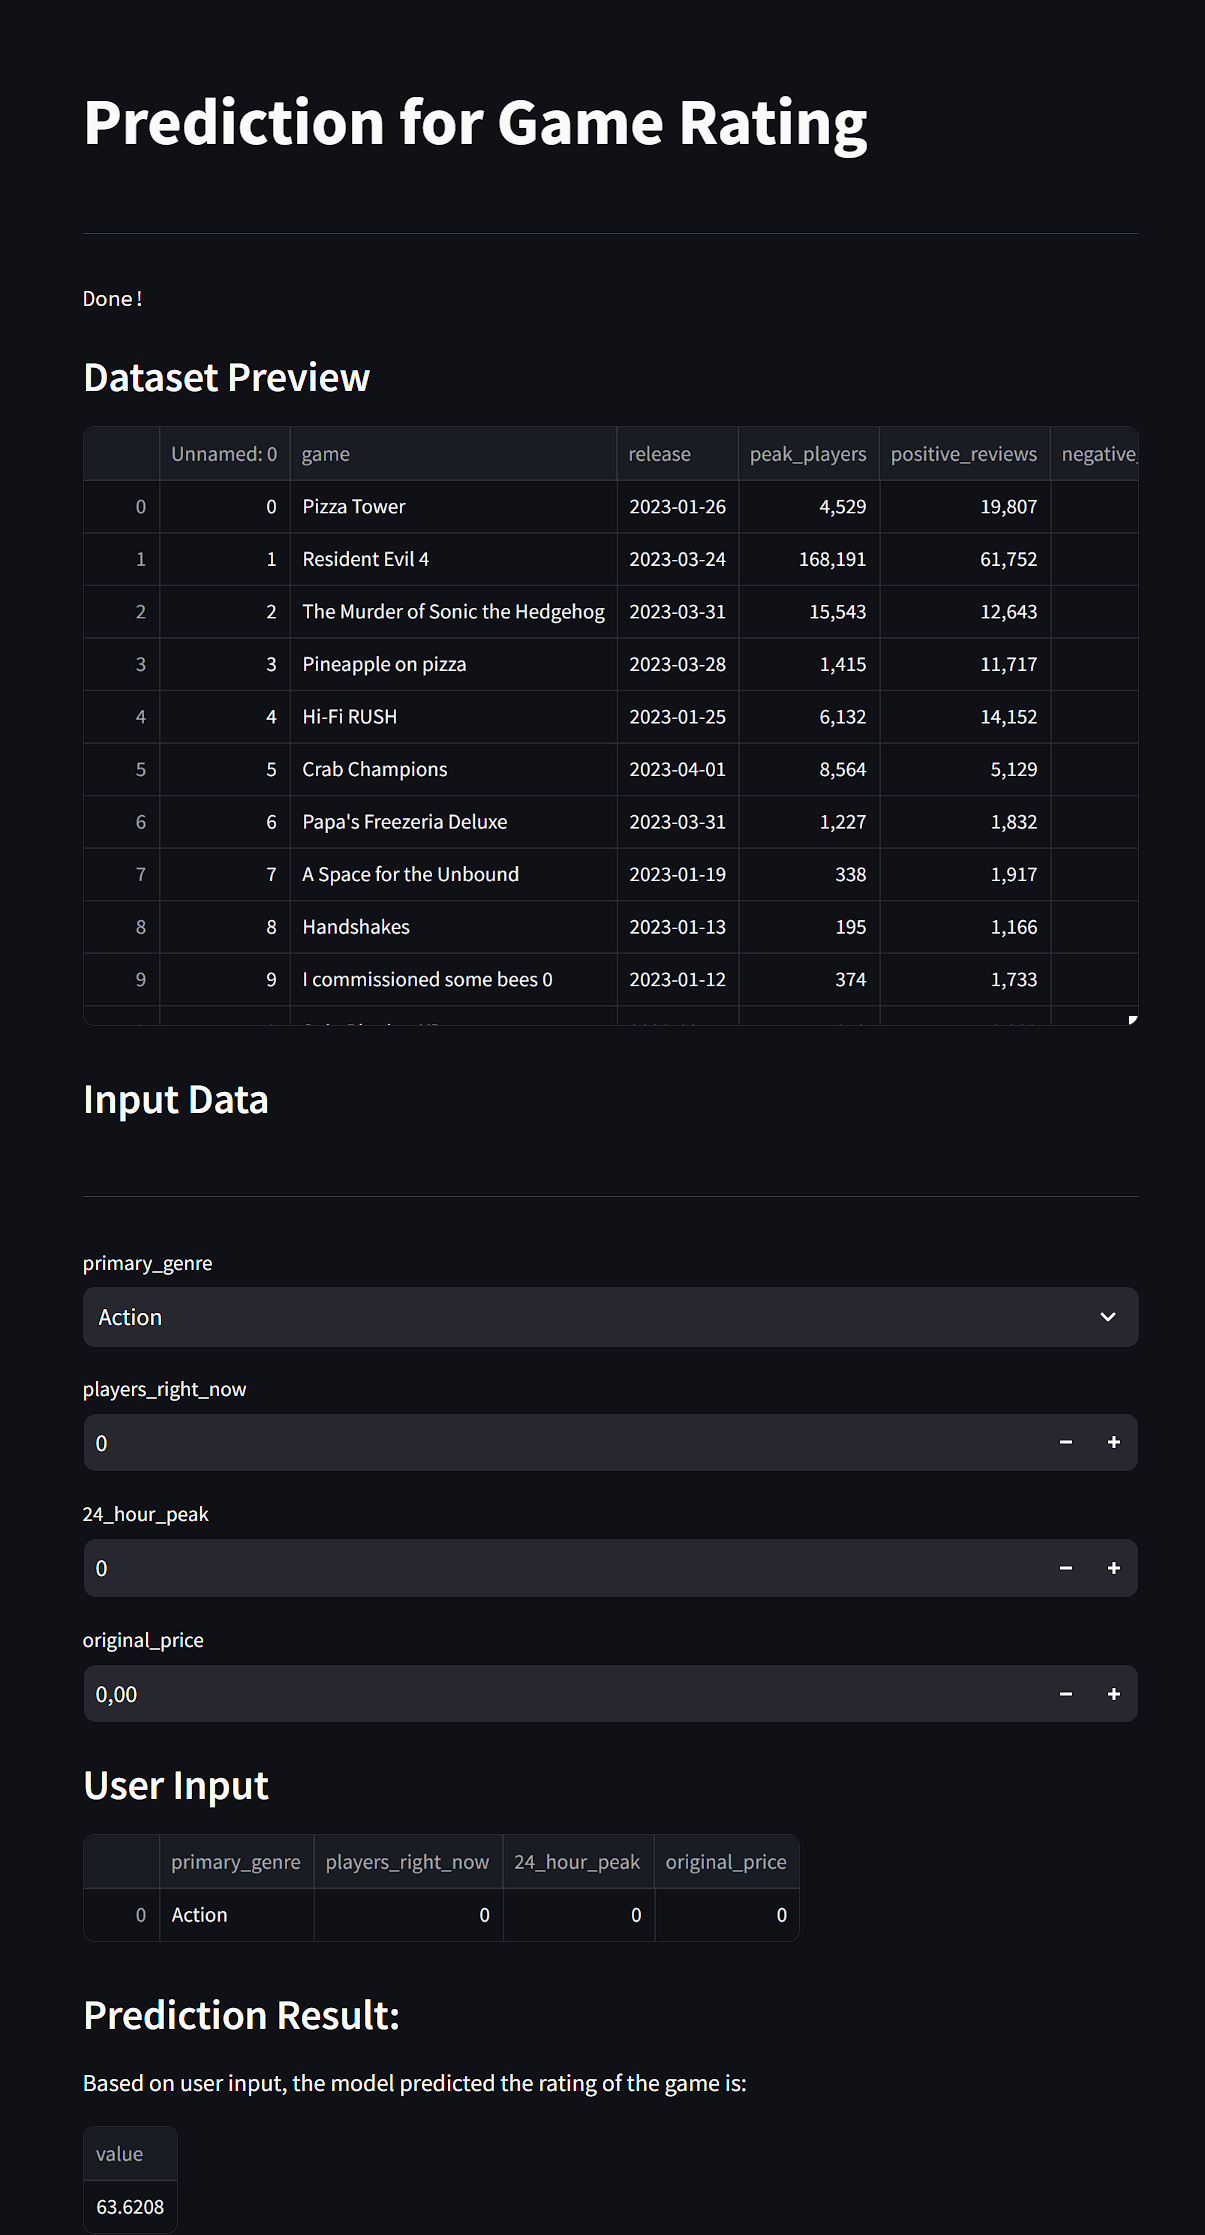 Prediction for Game Rating
Done!
Dataset Preview
Unnamed: 0 game release peak_players positive_reviews negative_
0 0 Pizza Tower 2023-01-26 4,529 19,807
1 1 Resident Evil 4 2023-03-24 168,191 61,752
2 2 The Murder of Sonic the Hedgehog 2023-03-31 15,543 12,643
3 3 Pineapple on pizza 2023-03-28 1,415 11,717
4 4 Hi-Fi RUSH 2023-01-25 6,132 14,152
5 5 Crab Champions 2023-04-01 8,564 5,129
6 6 Papa's Freezeria Deluxe 2023-03-31 1,227 1,832
7 7 A Space for the Unbound 2023-01-19 338 1,917
8 8 Handshakes 2023-01-13 195 1,166
9 9 I commissioned some bees 0 2023-01-12 374 1,733
Input Data
primary_genre
Action
players_right_now
0
24_hour_peak
0
original_price
0,00
User Input
primary_genre players_right_now 24_hour_peak original_price
0 Action 0 0 0
Prediction Result:
Based on user input, the model predicted the rating of the game is:
value
63.6208